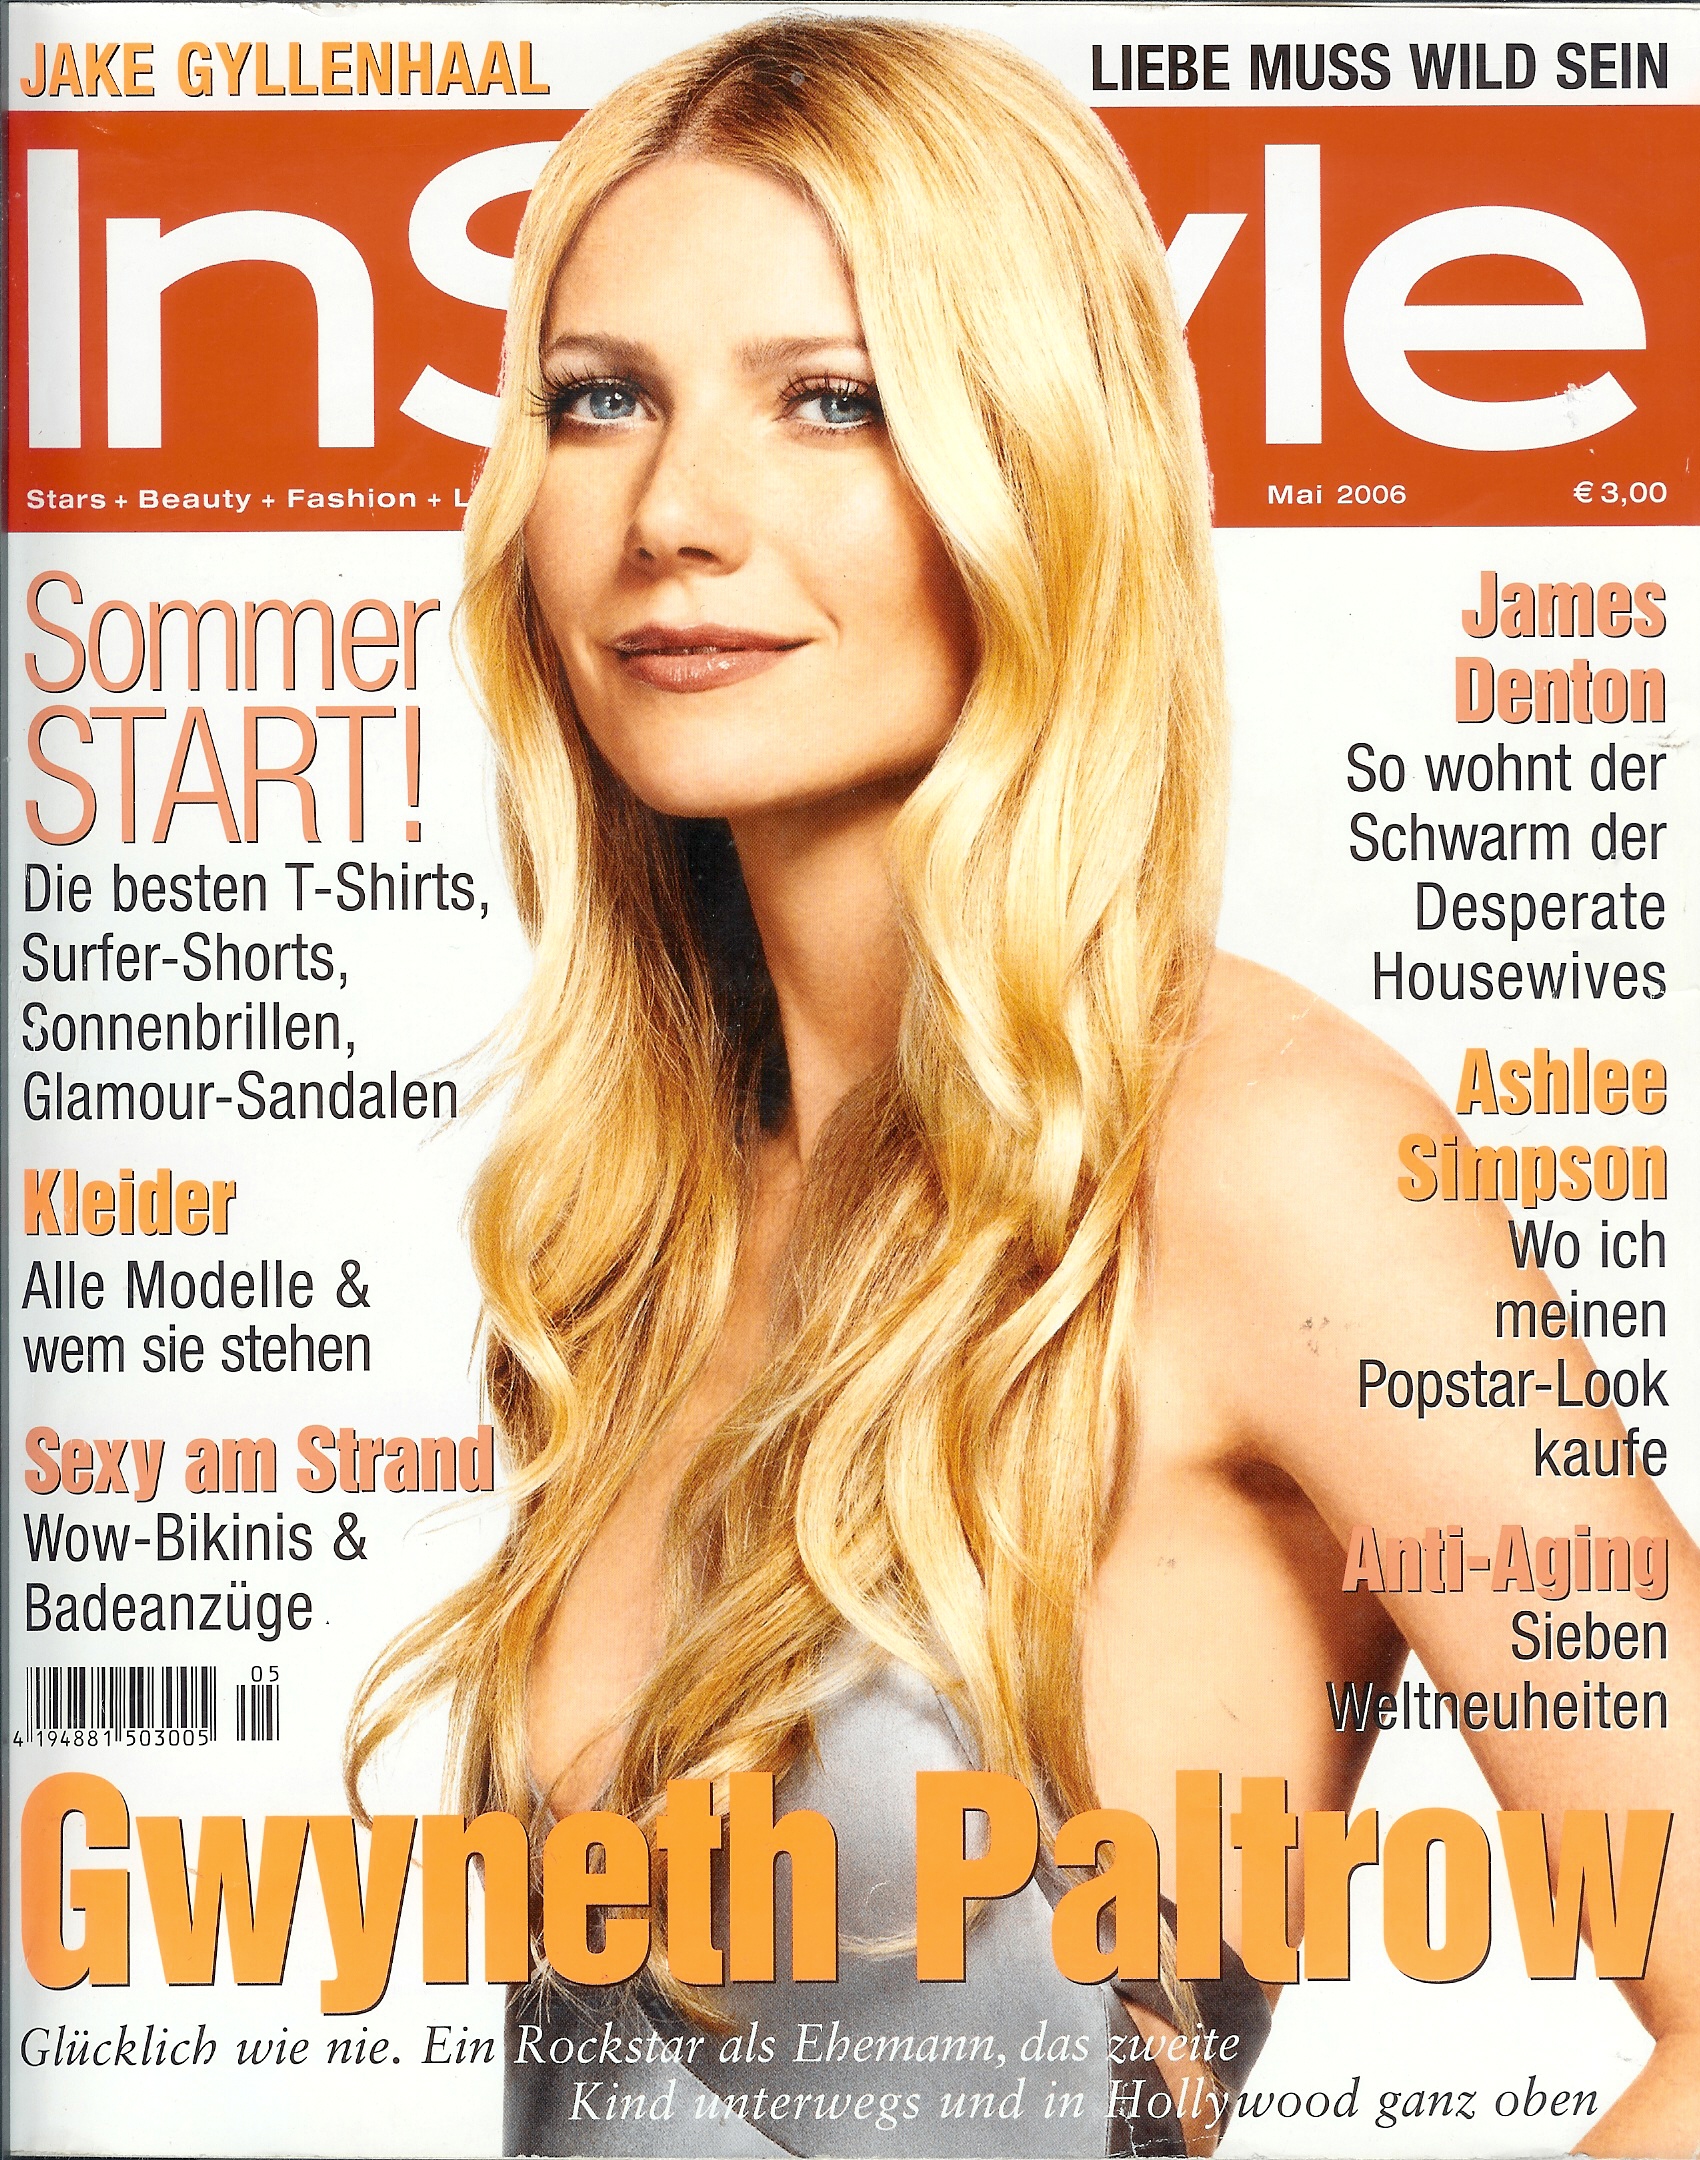 JAKE GYLLENHAAL LIEBE MUSS WILD SEIN
InStyle
Stars + Beauty + Fashion + L
Mai 2006 € 3,00
Sommer
START!
Die besten T-Shirts,
Surfer-Shorts,
Sonnenbrillen,
Glamour-Sandalen
Kleider
Alle Modelle &
wem sie stehen
Sexy am Strand
Wow-Bikinis &
Badeanzüge
05
4 194881 503005
James
Denton
So wohnt der
Schwarm der
Desperate
Housewives
Ashlee
Simpson
Wo ich
meinen
Popstar-Look
kaufe
Anti-Aging
Sieben
Weltneuheiten
Gwyneth Paltrow
Glücklich wie nie. Ein Rockstar als Ehemann, das zweite
Kind unterwegs und in Hollywood ganz oben